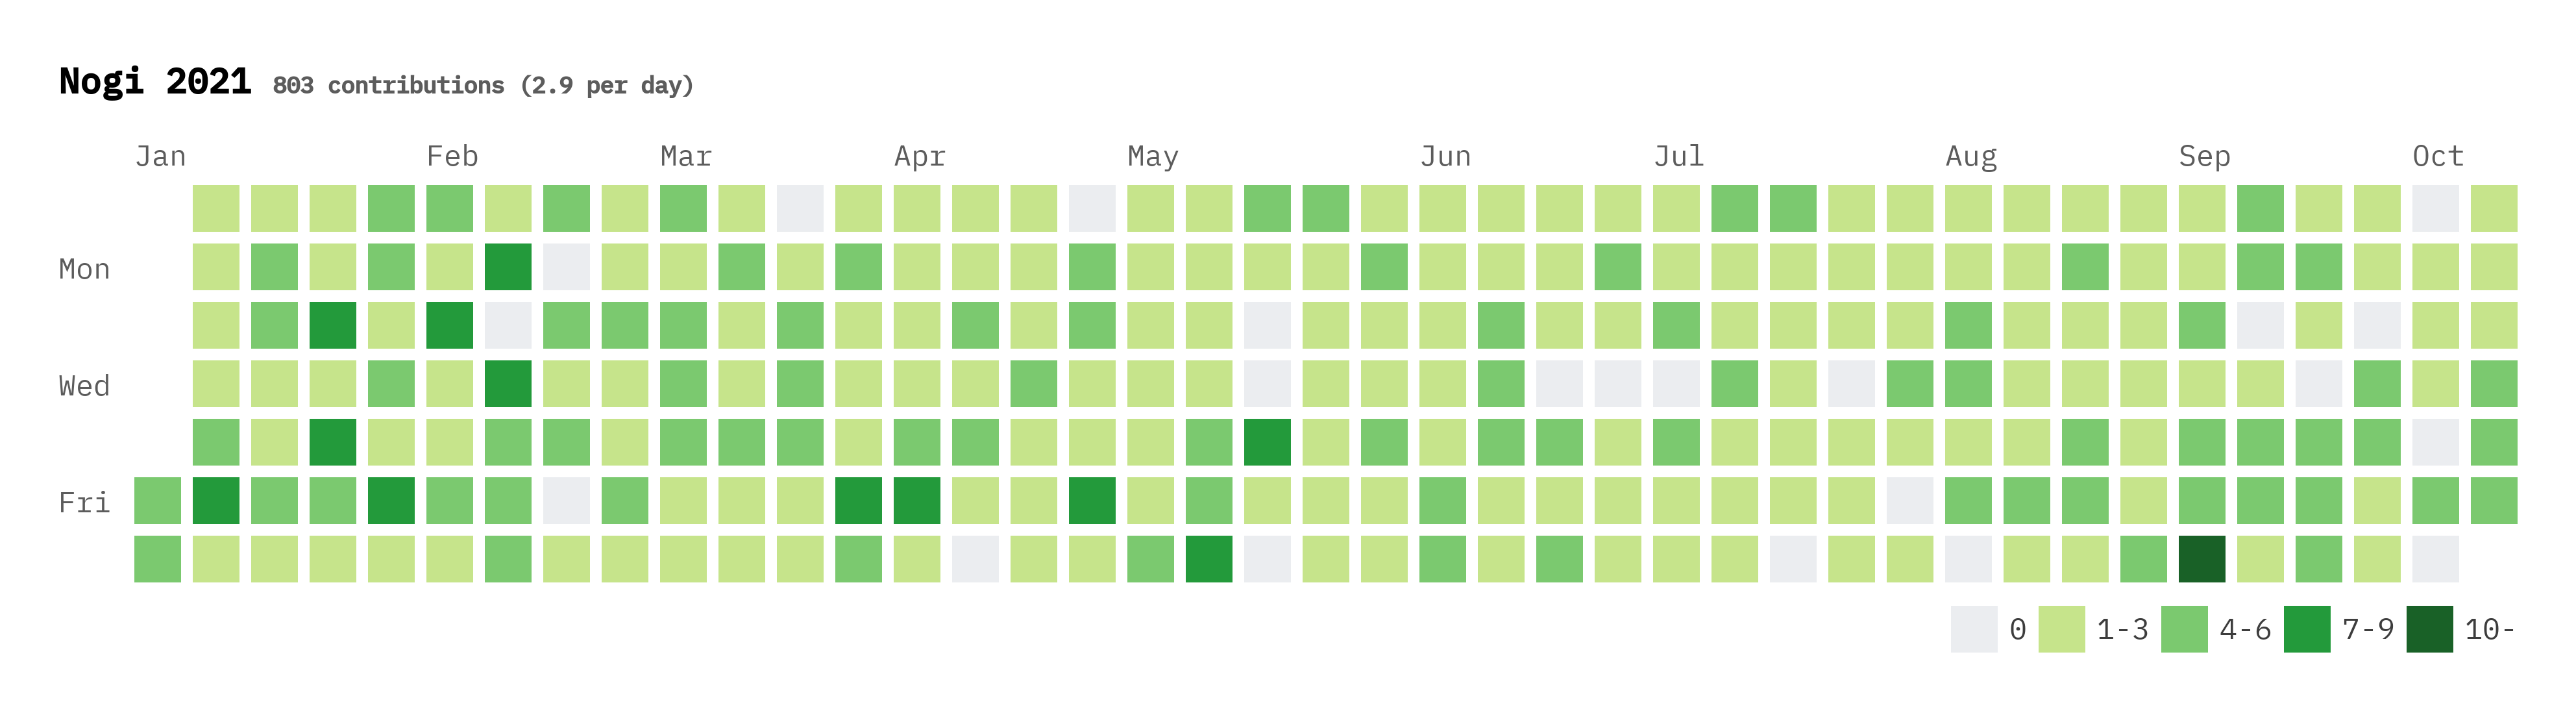 Nogi 2021 803 contributions (2.9 per day)
Jan Feb Mar Apr May Jun Jul Aug Sep Oct
Mon
Wed
Fri
0 1-3 4-6 7-9 10-